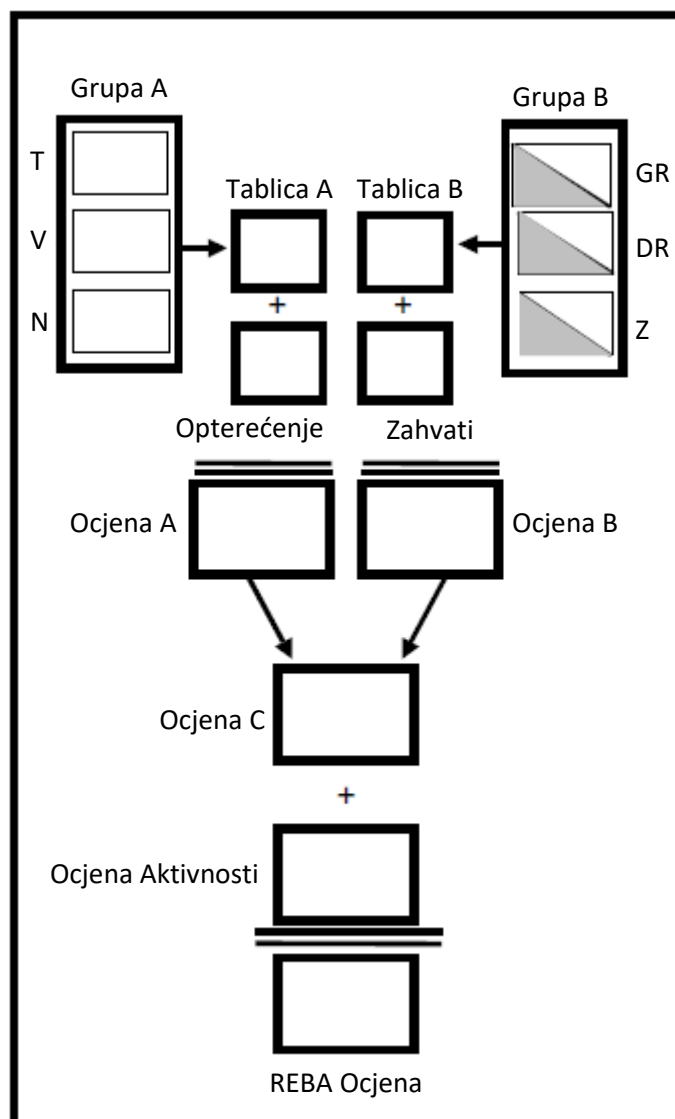 Grupa A
Grupa B
T
GR
Tablica A
Tablica B
V
DR
N
+
+
Z
Opterećenje
Zahvati
Ocjena A
Ocjena B
Ocjena C
+
Ocjena Aktivnosti
REBA Ocjena